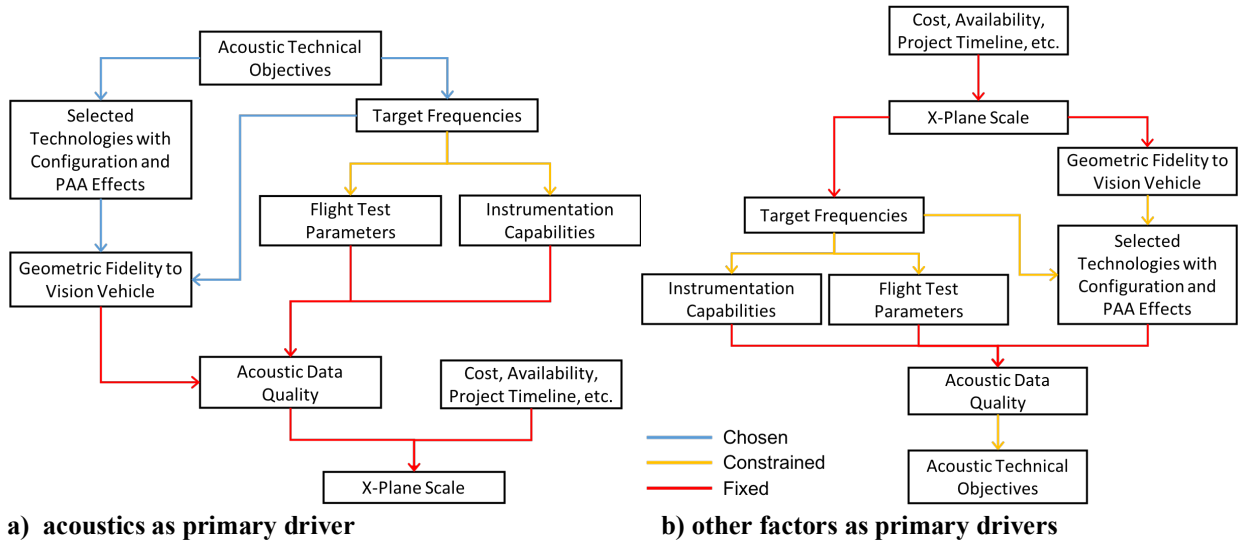 Acoustic Technical
Objectives
Selected
Technologies with
Configuration and
PAA Effects
Target Frequencies
Flight Test
Parameters
Instrumentation
Capabilities
Geometric Fidelity to
Vision Vehicle
Acoustic Data
Quality
Cost, Availability,
Project Timeline, etc.
X-Plane Scale
a) acoustics as primary driver
Cost, Availability,
Project Timeline, etc.
X-Plane Scale
Geometric Fidelity to
Vision Vehicle
Target Frequencies
Selected
Technologies with
Configuration and
PAA Effects
Instrumentation
Capabilities
Flight Test
Parameters
Acoustic Data
Quality
Acoustic Technical
Objectives
Chosen
Constrained
Fixed
b) other factors as primary drivers